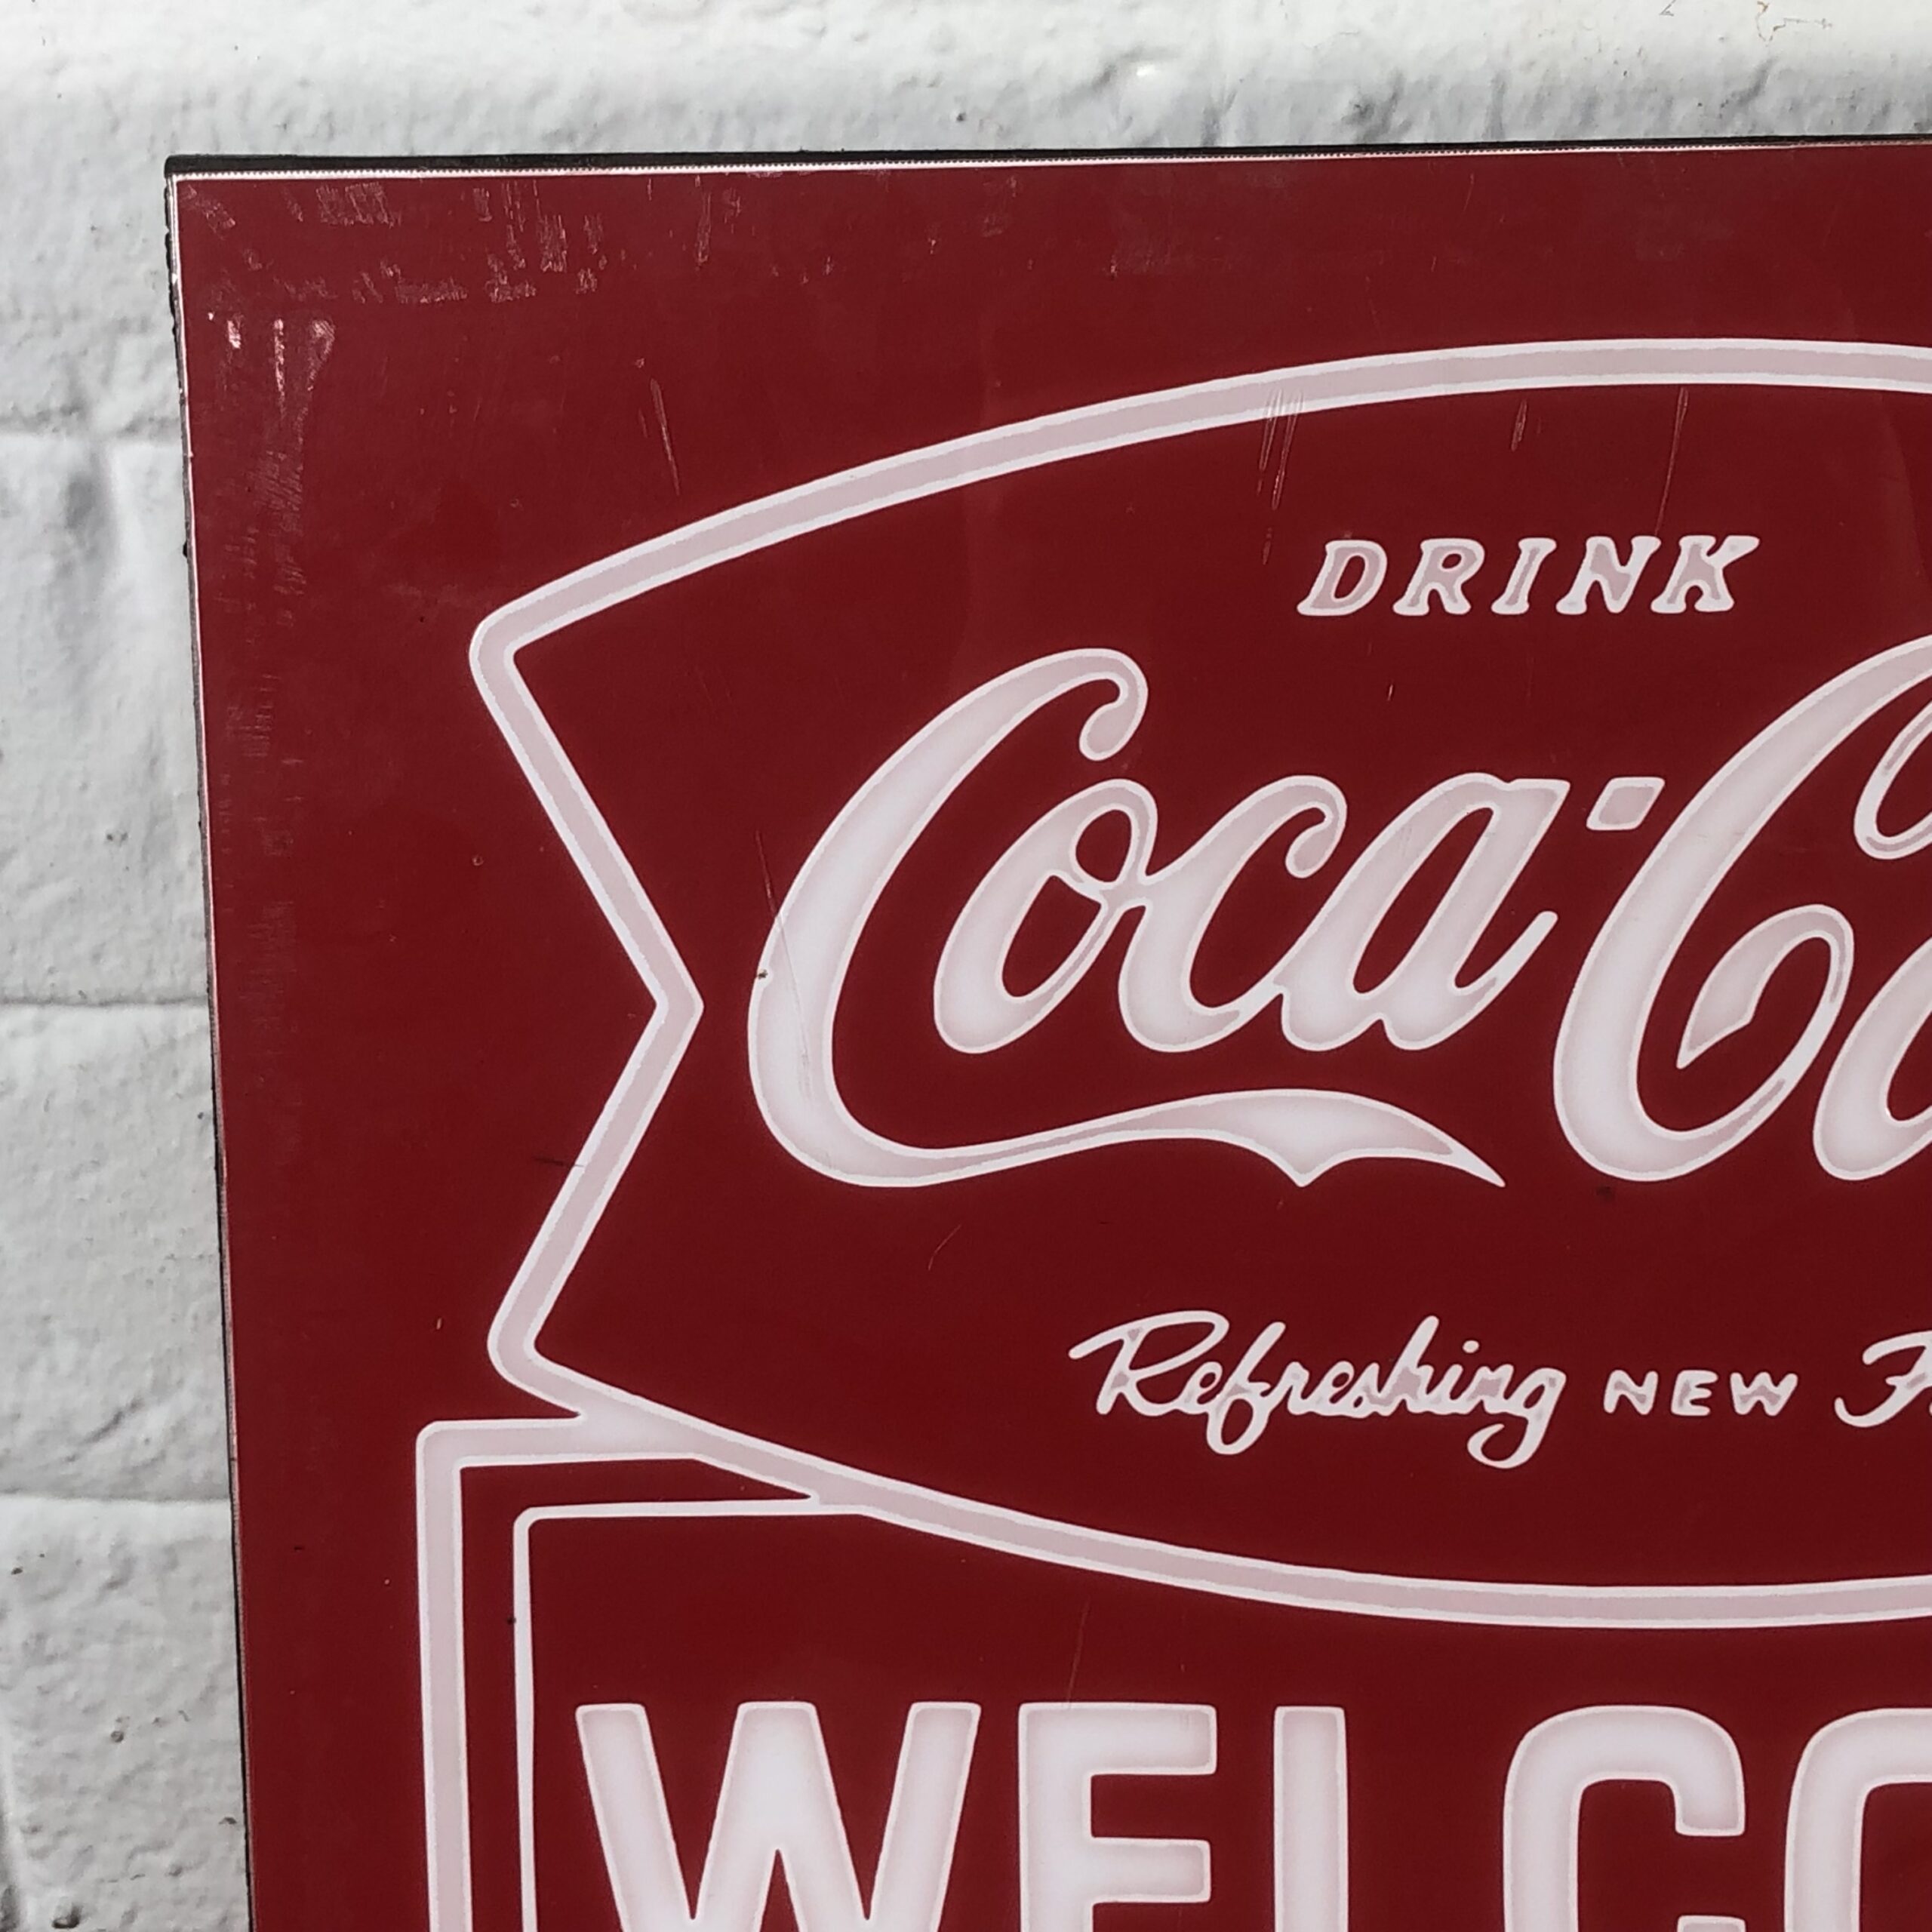 DRINK
Coca-Co
Refreshing NEW F
WELCO